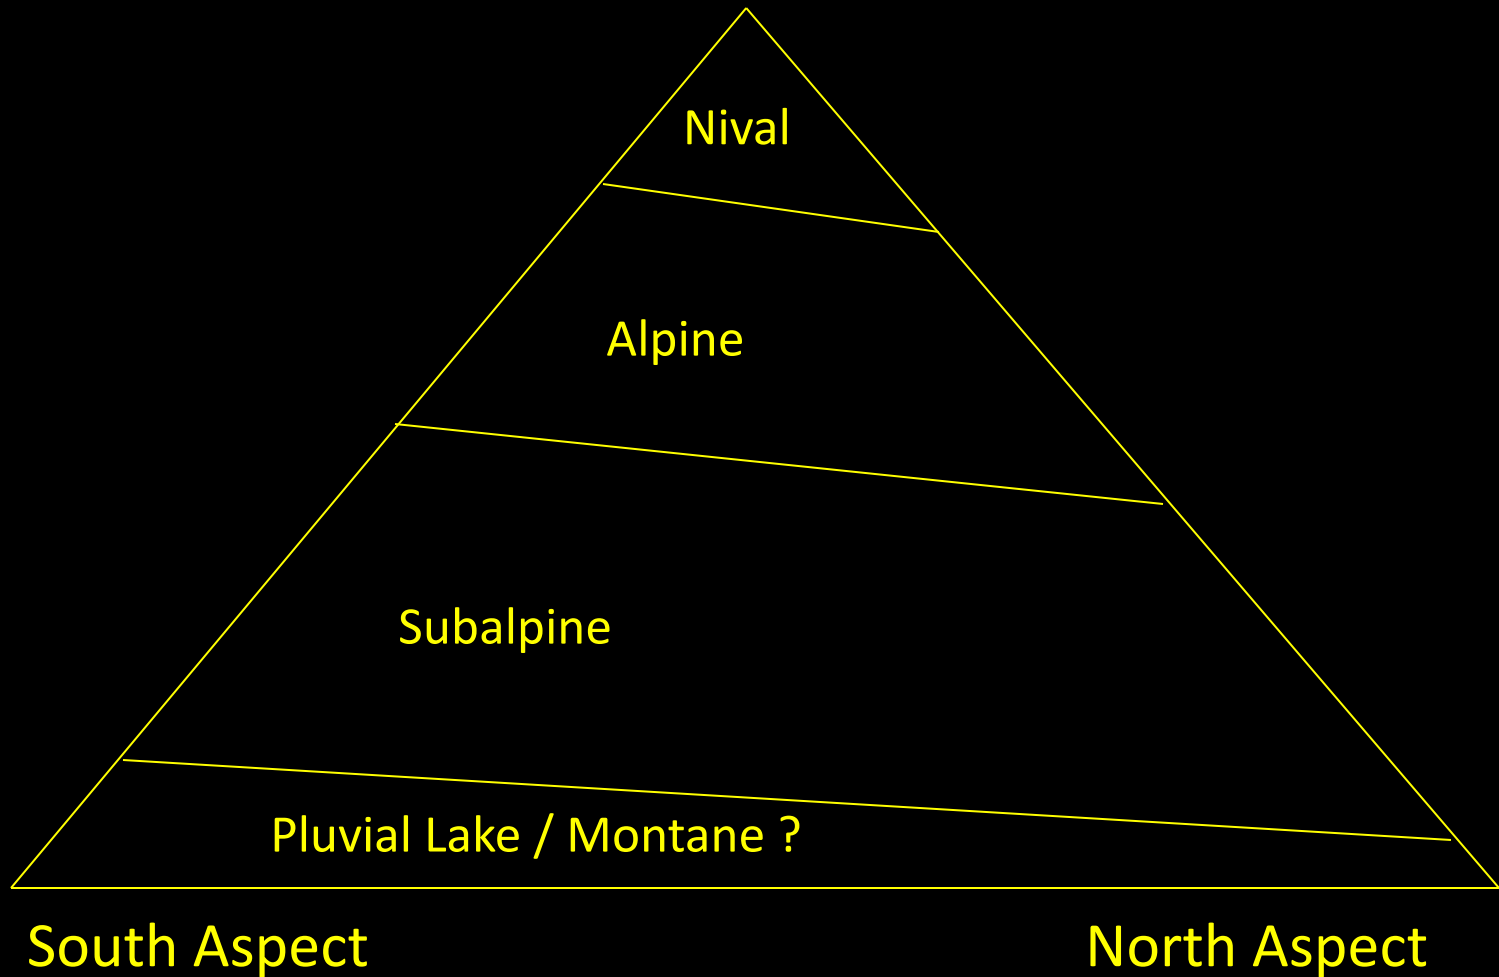 Nival
Alpine
Subalpine
Pluvial Lake / Montane ?
South Aspect
North Aspect